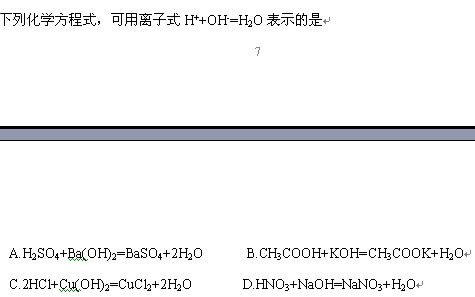 下列化学方程式，可用离子式 H⁺+OH⁻=H₂O 表示的是
7
A.H₂SO₄+Ba(OH)₂=BaSO₄+2H₂O B.CH₃COOH+KOH=CH₃COOK+H₂O
C.2HCl+Cu(OH)₂=CuCl₂+2H₂O D.HNO₃+NaOH=NaNO₃+H₂O